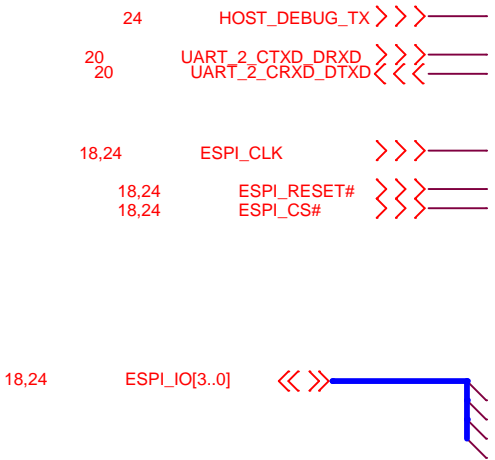 24 HOST_DEBUG_TX
20 UART_2_CTXD_DRXD
20 UART_2_CRXD_DTXD
18,24 ESPI_CLK
18,24 ESPI_RESET#
18,24 ESPI_CS#
18,24 ESPI_IO[3..0]